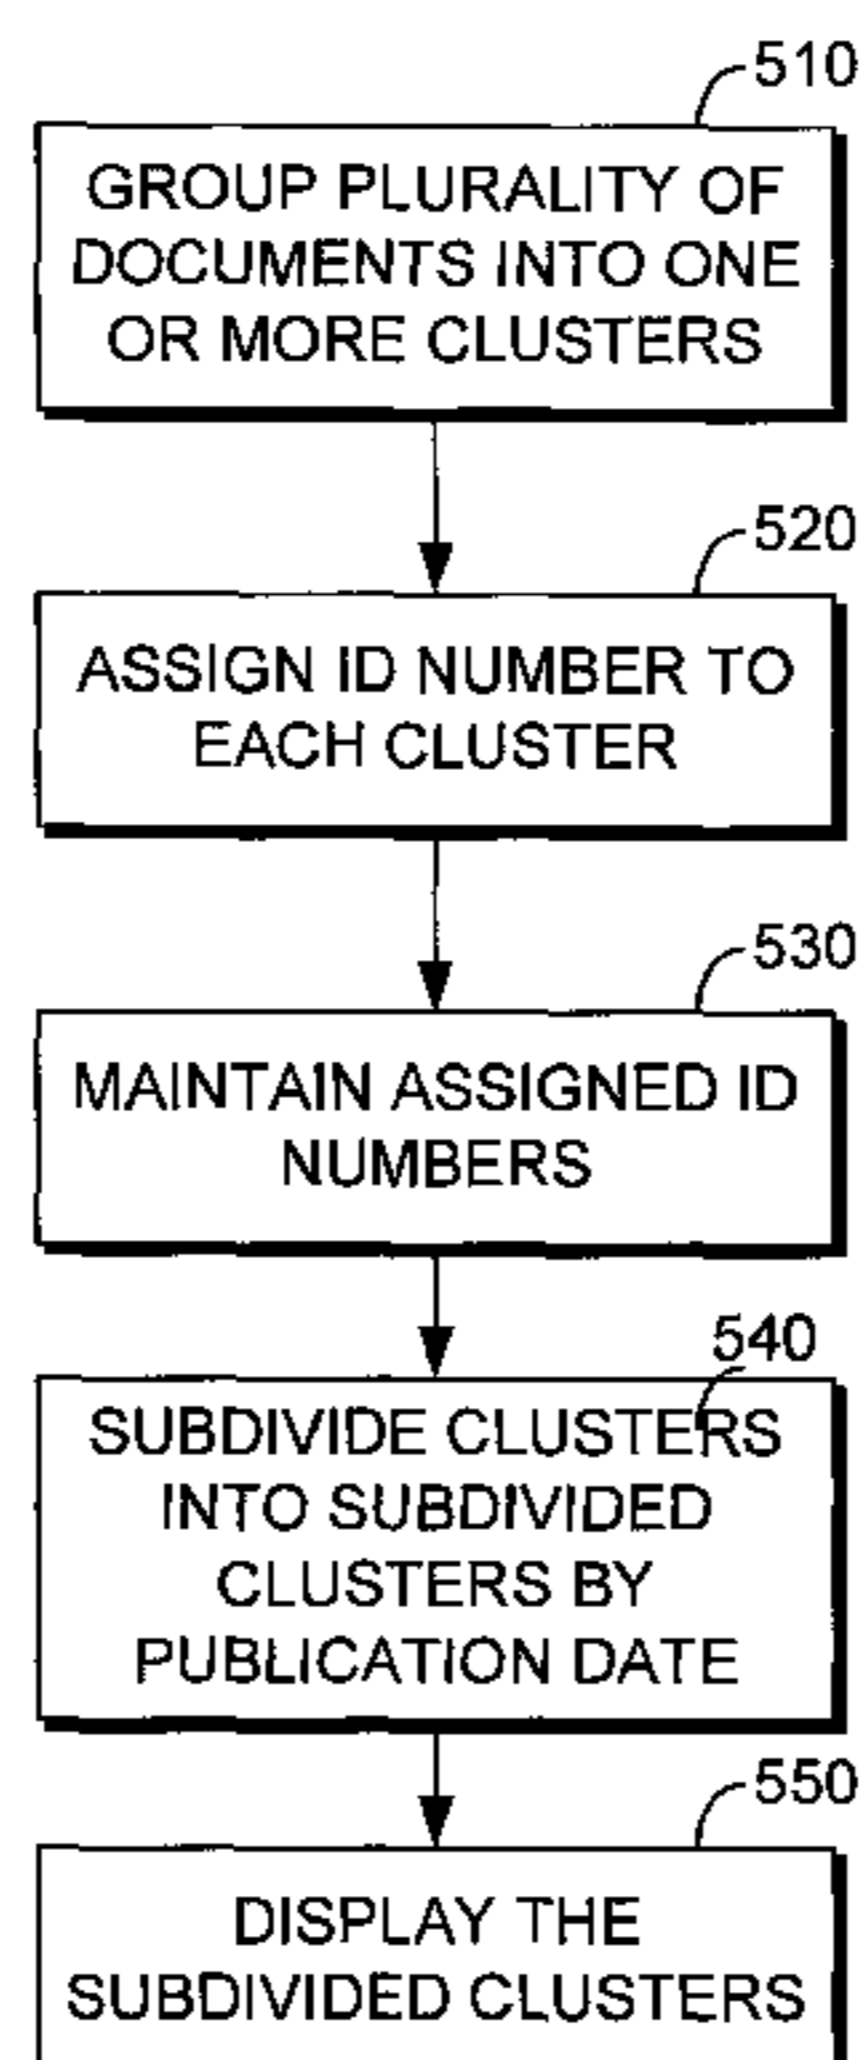 510
GROUP PLURALITY OF
DOCUMENTS INTO ONE
OR MORE CLUSTERS
520
ASSIGN ID NUMBER TO
EACH CLUSTER
530
MAINTAIN ASSIGNED ID
NUMBERS
540
SUBDIVIDE CLUSTERS
INTO SUBDIVIDED
CLUSTERS BY
PUBLICATION DATE
550
DISPLAY THE
SUBDIVIDED CLUSTERS